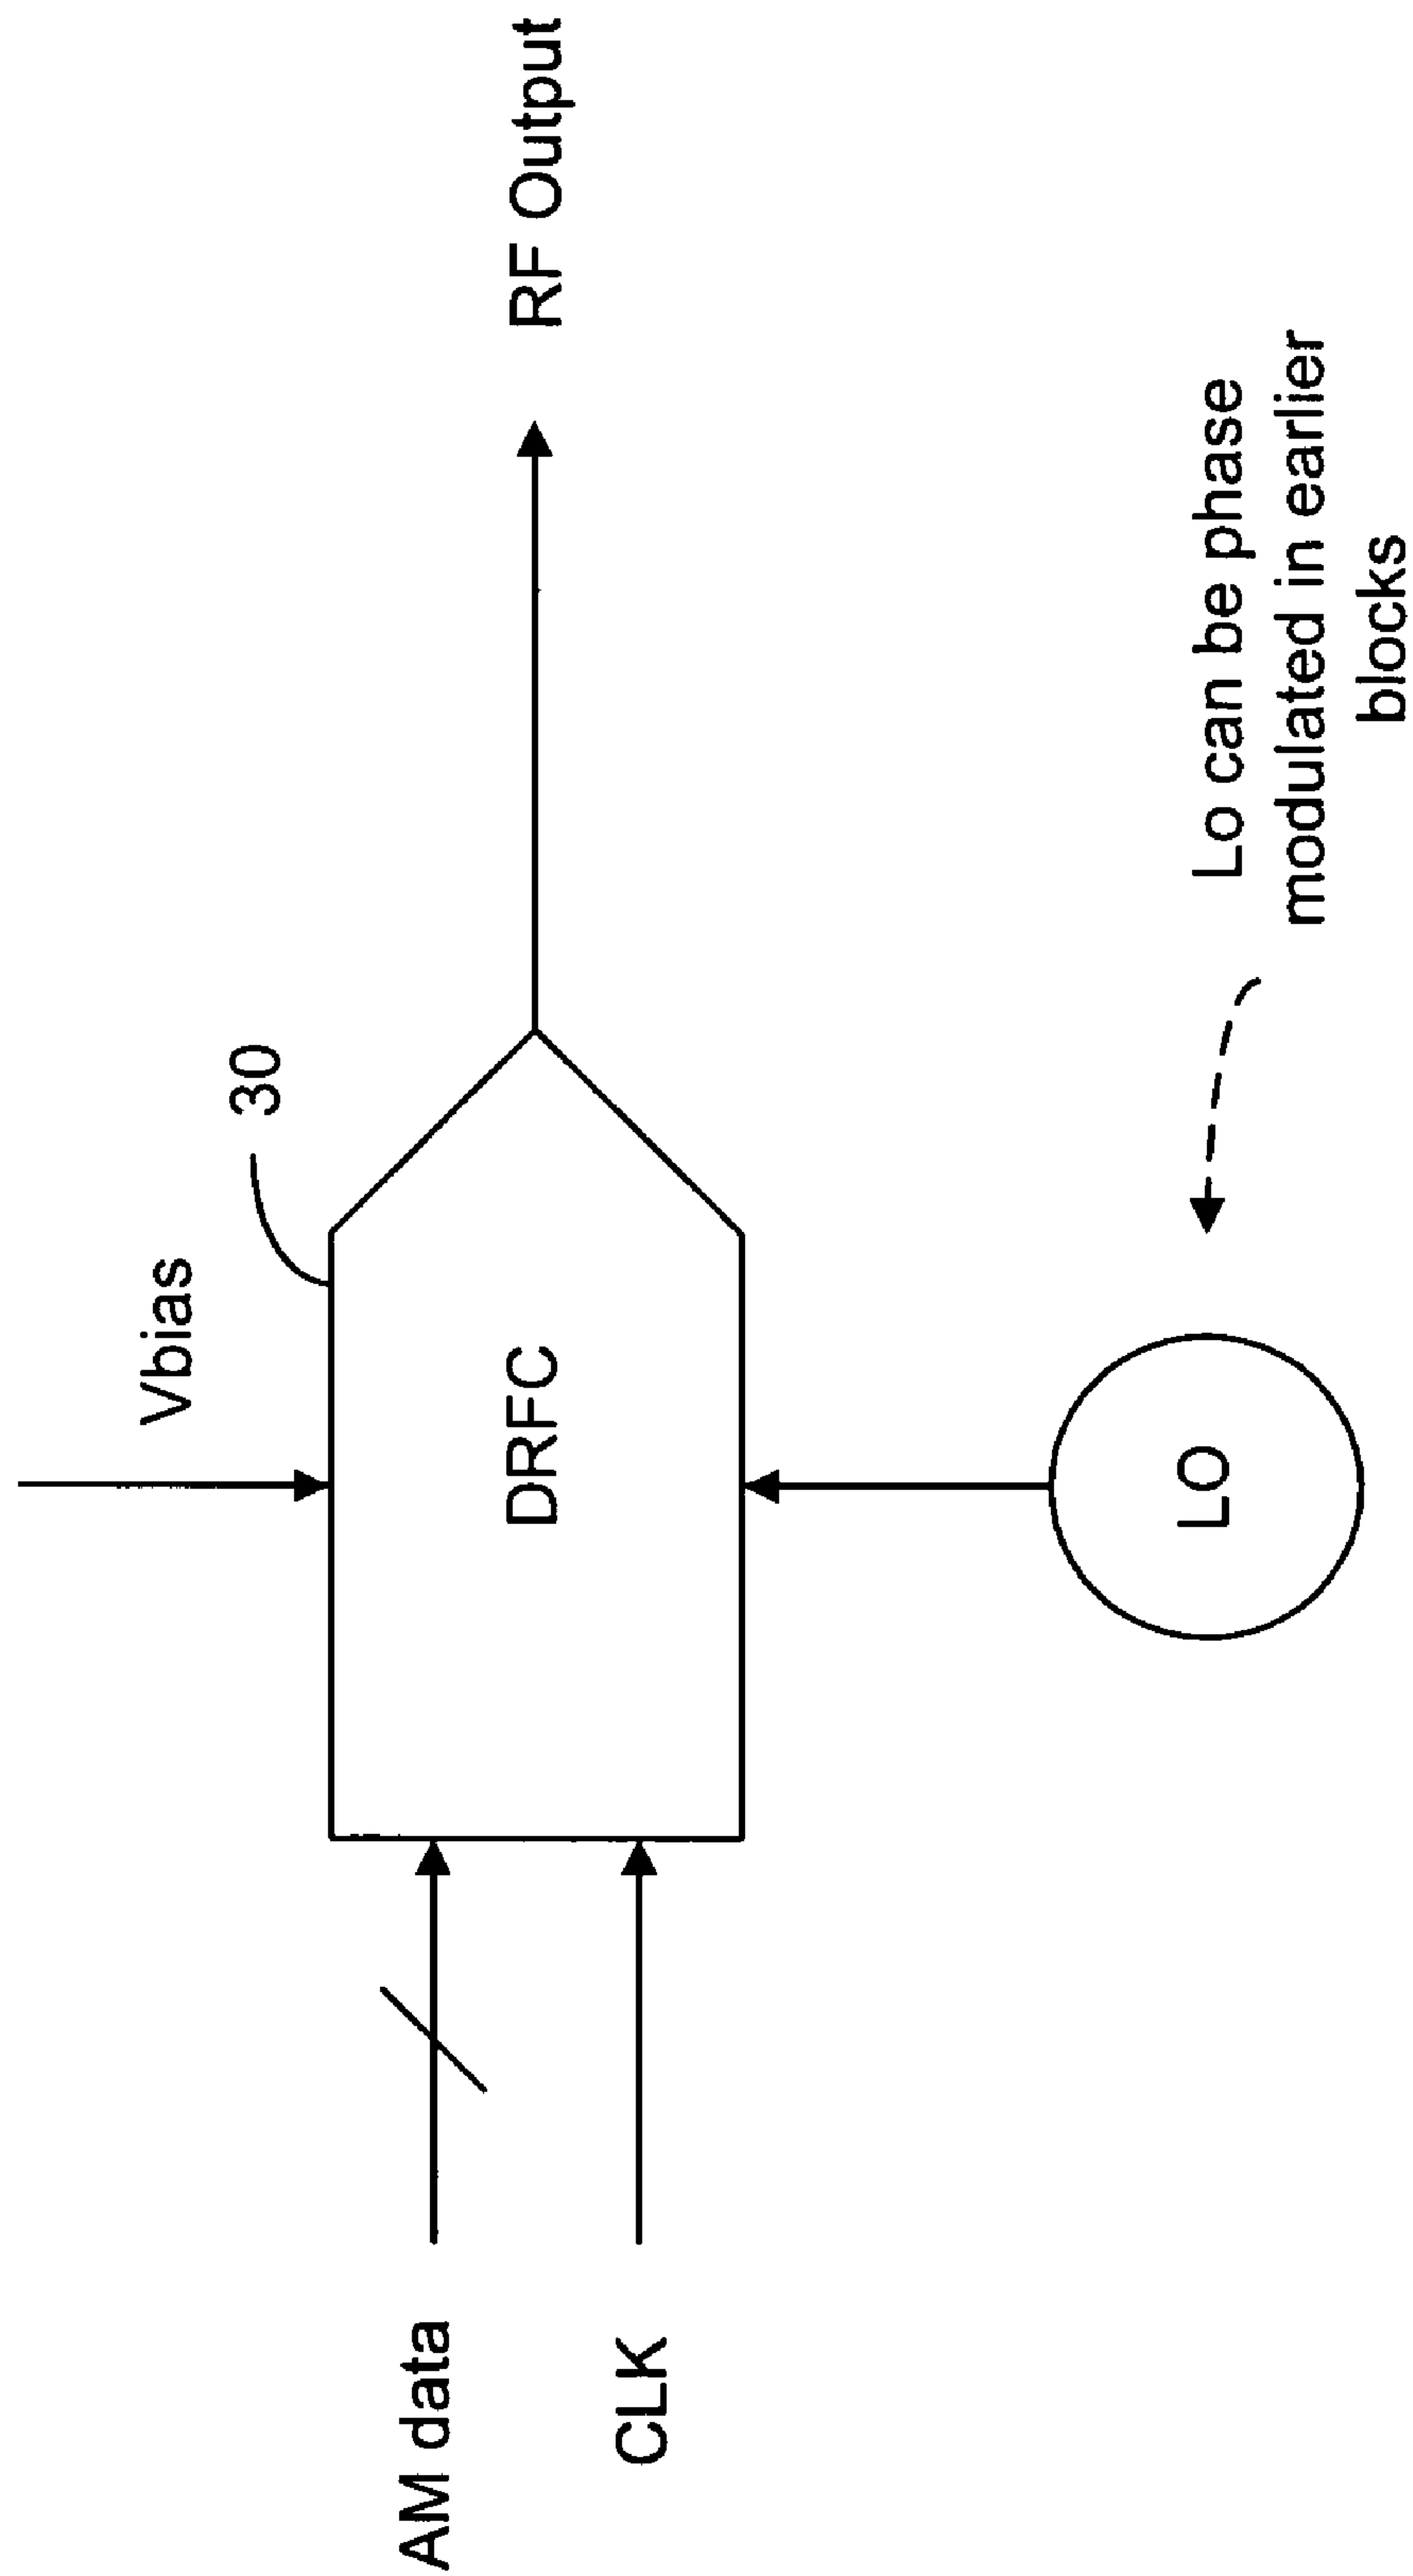 Vbias
30
AM data
CLK
DRFC
RF Output
LO
Lo can be phase
modulated in earlier
blocks